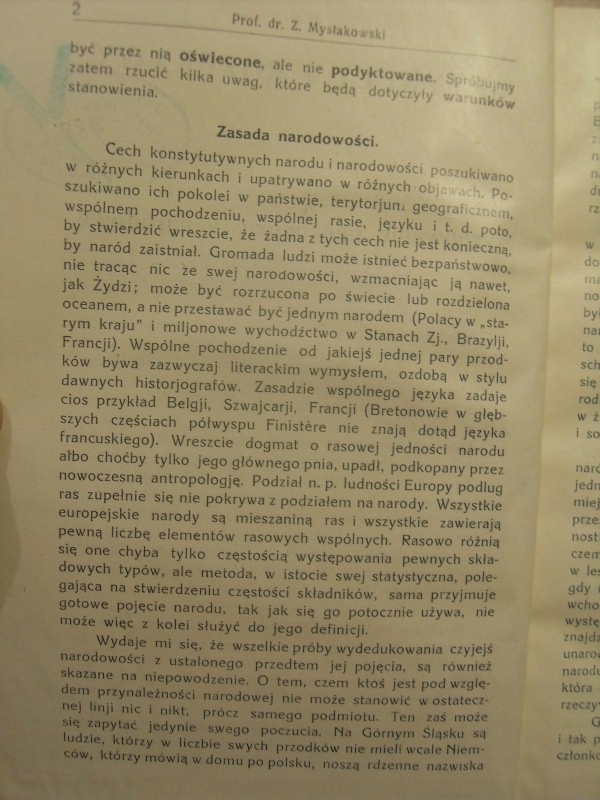 2
Prof. dr. Z. Mysłakowski
być przez nią oświecone, ale nie podyktowane. Spróbujmy
zatem rzucić kilka uwag, które będą dotyczyły warunków
stanowienia.
Zasada narodowości.
Cech konstytutywnych narodu i narodowości poszukiwano
w różnych kierunkach i upatrywano w różnych objawach. Po-
szukiwano ich pokolei w państwie, terytorjum geograficznem,
wspólnem pochodzeniu, wspólnej rasie, języku i t. d. poto,
by stwierdzić wreszcie, że żadna z tych cech nie jest konieczną,
by naród zaistniał. Gromada ludzi może istnieć bezpaństwowo,
nie tracąc nic ze swej narodowości, wzmacniając ją nawet,
jak Żydzi; może być rozrzucona po świecie lub rozdzielona
oceanem, a nie przestawać być jednym narodem (Polacy w „sta-
rym kraju" i miljonowe wychodźctwo w Stanach Zj., Brazylji,
Francji). Wspólne pochodzenie od jakiejś jednej pary przod-
ków bywa zazwyczaj literackim wymysłem, ozdobą w stylu
dawnych historjografów. Zasadzie wspólnego języka zadaje
cios przykład Belgji, Szwajcarji, Francji (Bretonowie w głęb-
szych częściach półwyspu Finistère nie znają dotąd języka
francuskiego). Wreszcie dogmat o rasowej jedności narodu
albo choćby tylko jego głównego pnia, upadł, podkopany przez
nowoczesną antropologję. Podział n. p. ludności Europy podług
ras zupełnie się nie pokrywa z podziałem na narody. Wszystkie
europejskie narody są mieszaniną ras i wszystkie zawierają
pewną liczbę elementów rasowych wspólnych. Rasowo różnią
się one chyba tylko częstością występowania pewnych skła-
dowych typów, ale metoda, w istocie swej statystyczna, pole-
gająca na stwierdzeniu częstości składników, sama przyjmuje
gotowe pojęcie narodu, tak jak się go potocznie używa, nie
może więc z kolei służyć do jego definicji.
Wydaje mi się, że wszelkie próby wydedukowania czyjejś
narodowości z ustalonego przedtem jej pojęcia, są również
skazane na niepowodzenie. O tem, czem ktoś jest pod wzglę-
dem przynależności narodowej nie może stanowić w ostatecz-
nej linji nic i nikt, prócz samego podmiotu. Ten zaś może
się zapytać jedynie swego poczucia. Na Górnym Śląsku są
ludzie, którzy w liczbie swych przodków nie mieli wcale Niem-
ców, którzy mówią w domu po polsku, noszą rdzenne nazwiska